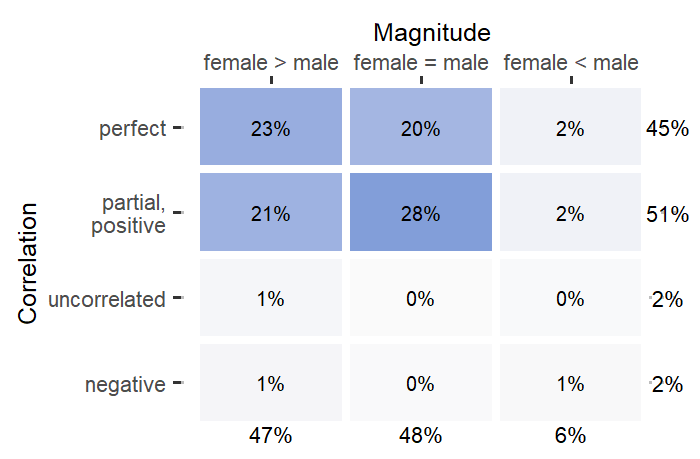 Magnitude
female > male female = male female < male
perfect 23% 20% 2% 45%
partial,
positive 21% 28% 2% 51%
Correlation
uncorrelated 1% 0% 0% 2%
negative 1% 0% 1% 2%
47% 48% 6%